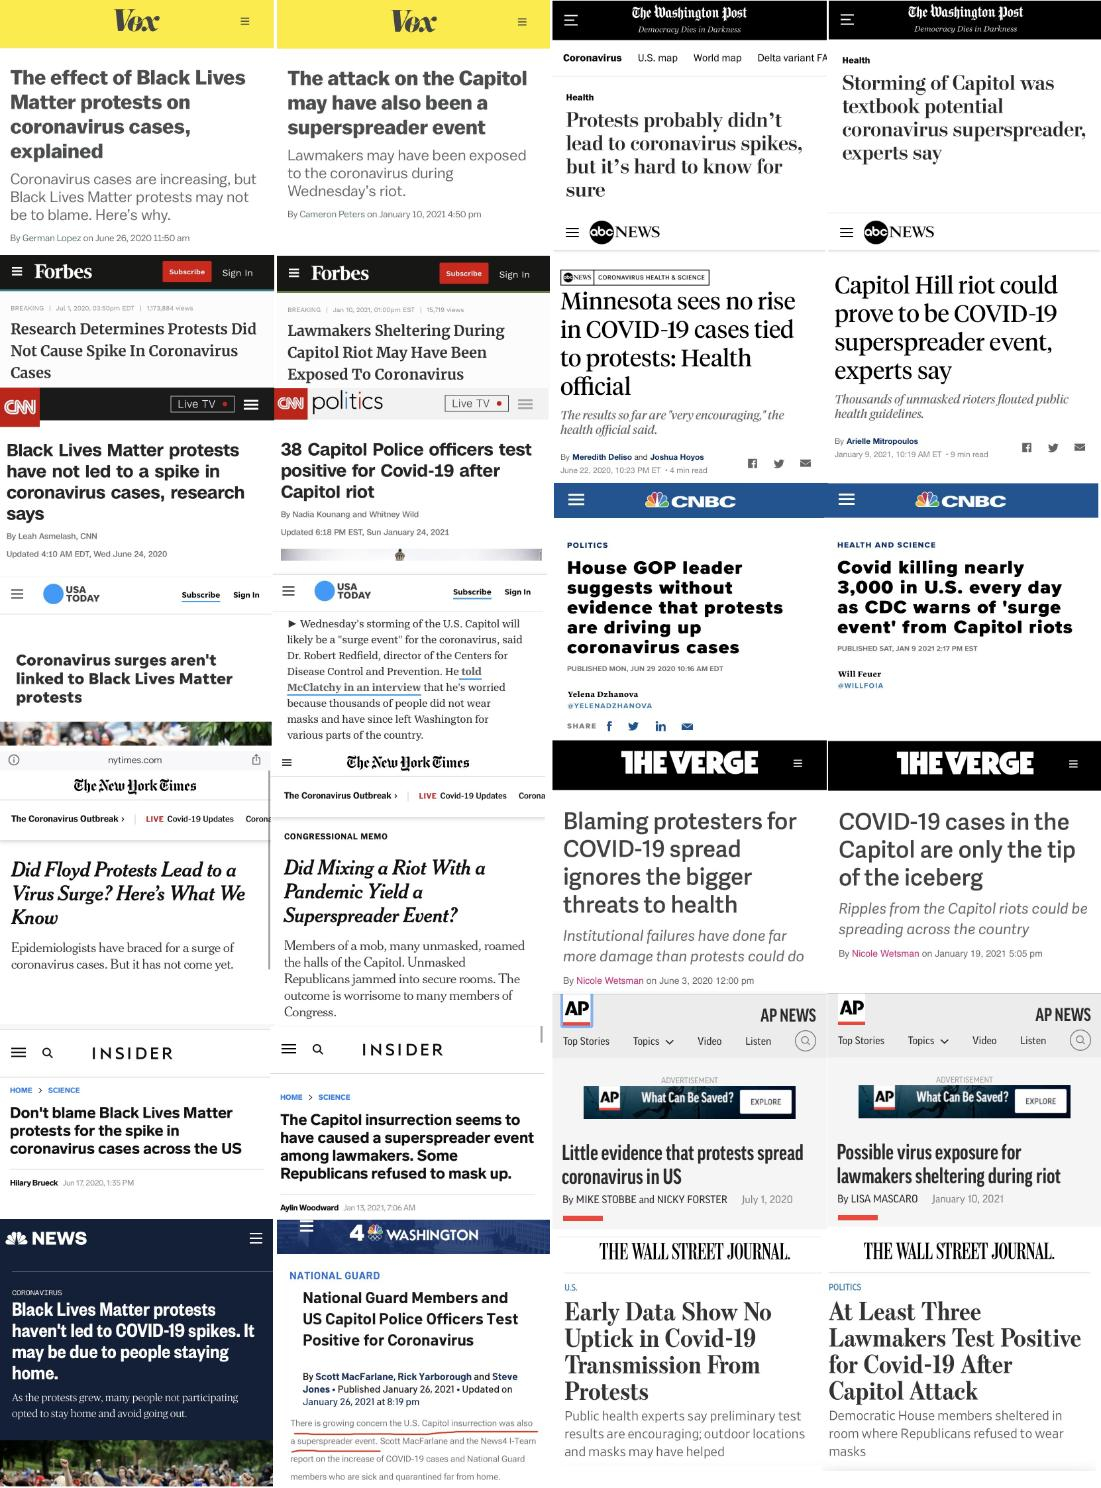 Vox
The effect of Black Lives
Matter protests on
coronavirus cases,
explained
Coronavirus cases are increasing, but
Black Lives Matter protests may not
be to blame. Here's why.
By German Lopez on June 26, 2020 11:50 am
Vox
The attack on the Capitol
may have also been a
superspreader event
Lawmakers may have been exposed
to the coronavirus during
Wednesday's riot.
By Cameron Peters on January 10, 2021 4:50 pm
The Washington Post
Democracy Dies in Darkness
Coronavirus U.S. map World map Delta variant FA
Health
Protests probably didn't
lead to coronavirus spikes,
but it's hard to know for
sure
The Washington Post
Democracy Dies in Darkness
Health
Storming of Capitol was
textbook potential
coronavirus superspreader,
experts say
Forbes Subscribe Sign In
BREAKING | Jul 1, 2020, 03:50pm EDT | 1,173,884 views
Research Determines Protests Did
Not Cause Spike In Coronavirus
Cases
Forbes Subscribe Sign In
BREAKING | Jan 10, 2021, 01:00pm EST | 15,719 views
Lawmakers Sheltering During
Capitol Riot May Have Been
Exposed To Coronavirus
abc NEWS
abc NEWS CORONAVIRUS HEALTH & SCIENCE
Minnesota sees no rise
in COVID-19 cases tied
to protests: Health
official
The results so far are "very encouraging," the
health official said.
By Meredith Deliso and Joshua Hoyos
June 22, 2020, 10:23 PM ET • 4 min read
abc NEWS
Capitol Hill riot could
prove to be COVID-19
superspreader event,
experts say
Thousands of unmasked rioters flouted public
health guidelines.
By Arielle Mitropoulos
January 9, 2021, 10:19 AM ET • 9 min read
CNN Live TV
Black Lives Matter protests
have not led to a spike in
coronavirus cases, research
says
By Leah Asmelash, CNN
Updated 4:10 AM EDT, Wed June 24, 2020
CNN politics Live TV
38 Capitol Police officers test
positive for Covid-19 after
Capitol riot
By Nadia Kounang and Whitney Wild
Updated 6:18 PM EST, Sun January 24, 2021
CNBC
POLITICS
House GOP leader
suggests without
evidence that protests
are driving up
coronavirus cases
PUBLISHED MON, JUN 29 2020 10:16 AM EDT
Yelena Dzhanova
@YELENADZHANOVA
SHARE
CNBC
HEALTH AND SCIENCE
Covid killing nearly
3,000 in U.S. every day
as CDC warns of 'surge
event' from Capitol riots
PUBLISHED SAT, JAN 9 2021 2:17 PM EST
Will Feuer
@WILLFOIA
USA TODAY Subscribe Sign In
Coronavirus surges aren't
linked to Black Lives Matter
protests
USA TODAY Subscribe Sign In
► Wednesday's storming of the U.S. Capitol will
likely be a "surge event" for the coronavirus, said
Dr. Robert Redfield, director of the Centers for
Disease Control and Prevention. He told
McClatchy in an interview that he's worried
because thousands of people did not wear
masks and have since left Washington for
various parts of the country.
nytimes.com
The New York Times
The Coronavirus Outbreak › LIVE Covid-19 Updates Corona
Did Floyd Protests Lead to a
Virus Surge? Here's What We
Know
Epidemiologists have braced for a surge of
coronavirus cases. But it has not come yet.
The New York Times
The Coronavirus Outbreak › LIVE Covid-19 Updates Corona
CONGRESSIONAL MEMO
Did Mixing a Riot With a
Pandemic Yield a
Superspreader Event?
Members of a mob, many unmasked, roamed
the halls of the Capitol. Unmasked
Republicans jammed into secure rooms. The
outcome is worrisome to many members of
Congress.
THE VERGE
Blaming protesters for
COVID-19 spread
ignores the bigger
threats to health
Institutional failures have done far
more damage than protests could do
By Nicole Wetsman on June 3, 2020 12:00 pm
THE VERGE
COVID-19 cases in the
Capitol are only the tip
of the iceberg
Ripples from the Capitol riots could be
spreading across the country
By Nicole Wetsman on January 19, 2021 5:05 pm
INSIDER
HOME > SCIENCE
Don't blame Black Lives Matter
protests for the spike in
coronavirus cases across the US
Hilary Brueck Jun 17, 2020, 1:35 PM
INSIDER
HOME > SCIENCE
The Capitol insurrection seems to
have caused a superspreader event
among lawmakers. Some
Republicans refused to mask up.
Aylin Woodward Jan 13, 2021, 7:06 AM
AP AP NEWS
Top Stories Topics Video Listen
ADVERTISEMENT
AP What Can Be Saved? EXPLORE
Little evidence that protests spread
coronavirus in US
By MIKE STOBBE and NICKY FORSTER July 1, 2020
AP AP NEWS
Top Stories Topics Video Listen
ADVERTISEMENT
AP What Can Be Saved? EXPLORE
Possible virus exposure for
lawmakers sheltering during riot
By LISA MASCARO January 10, 2021
NEWS
CORONAVIRUS
Black Lives Matter protests
haven't led to COVID-19 spikes. It
may be due to people staying
home.
As the protests grew, many people not participating
opted to stay home and avoid going out.
4 WASHINGTON
NATIONAL GUARD
National Guard Members and
US Capitol Police Officers Test
Positive for Coronavirus
By Scott MacFarlane, Rick Yarborough and Steve
Jones • Published January 26, 2021 • Updated on
January 26, 2021 at 8:19 pm
There is growing concern the U.S. Capitol insurrection was also
a superspreader event. Scott MacFarlane and the News4 I-Team
report on the increase of COVID-19 cases and National Guard
members who are sick and quarantined far from home.
THE WALL STREET JOURNAL.
U.S.
Early Data Show No
Uptick in Covid-19
Transmission From
Protests
Public health experts say preliminary test
results are encouraging; outdoor locations
and masks may have helped
THE WALL STREET JOURNAL.
POLITICS
At Least Three
Lawmakers Test Positive
for Covid-19 After
Capitol Attack
Democratic House members sheltered in
room where Republicans refused to wear
masks